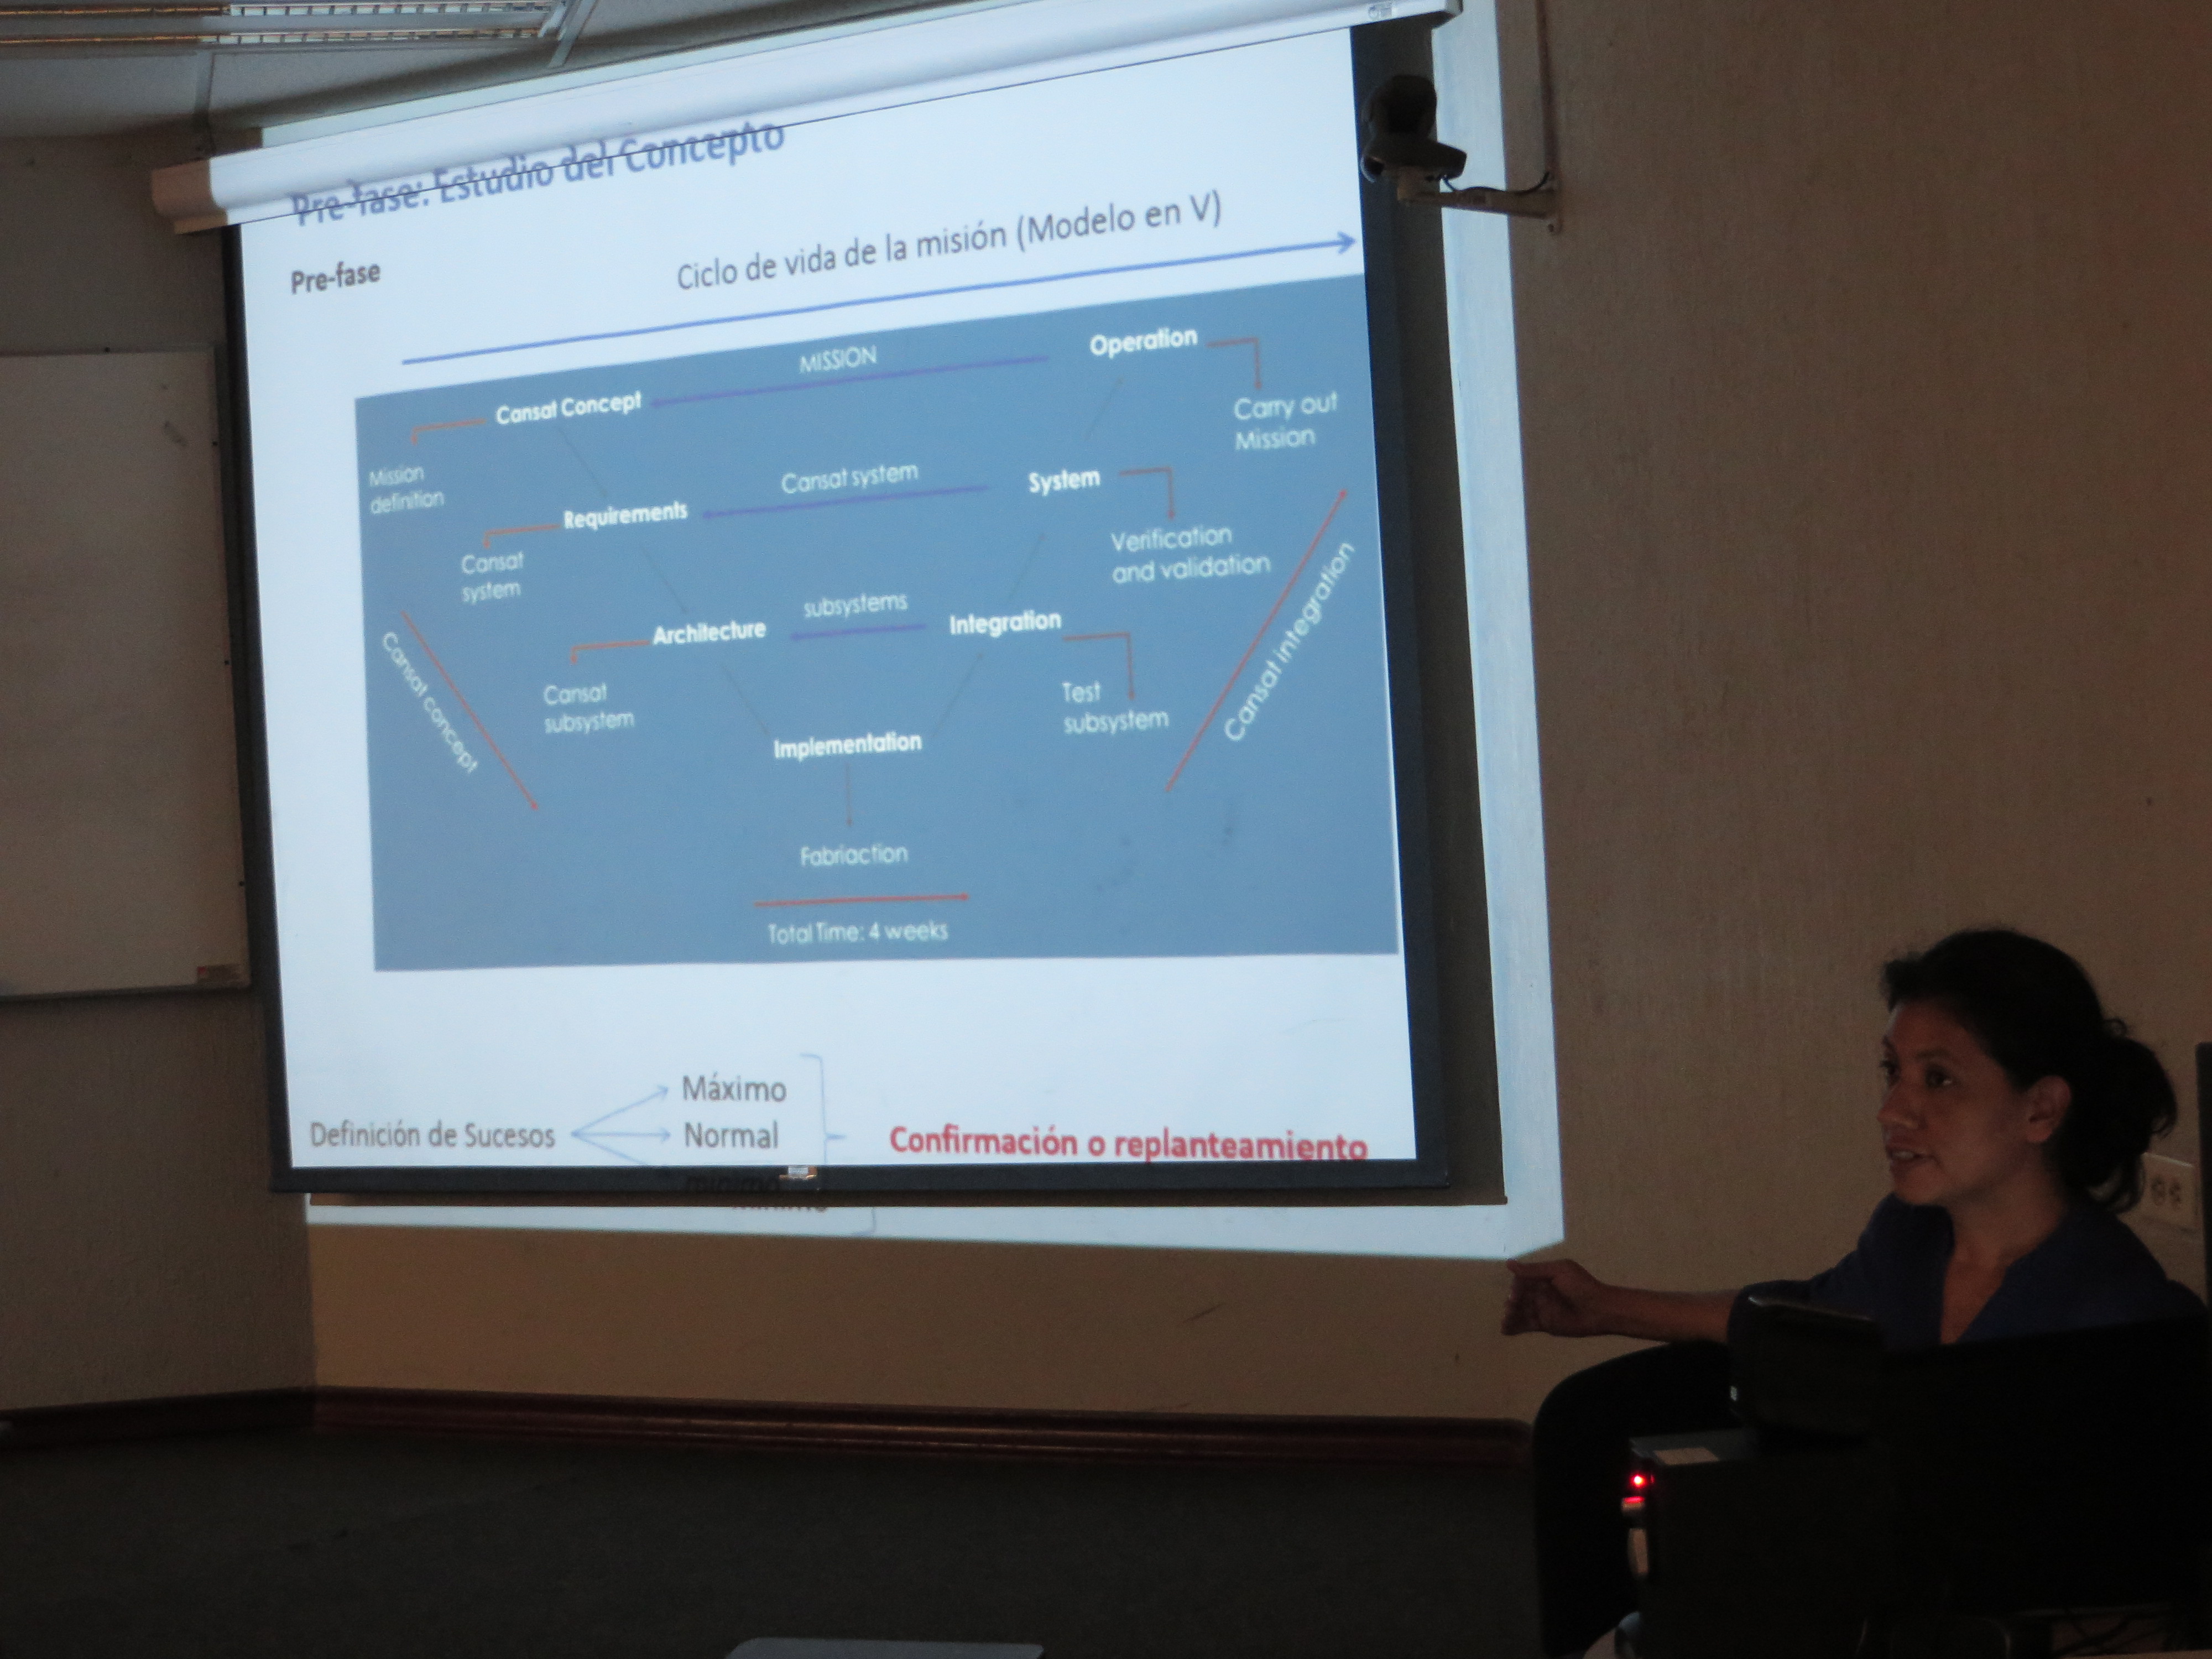 Pre-fase: Estudio del Concepto
Pre-fase
Ciclo de vida de la misión (Modelo en V)
MISSION
Operation
Cansat Concept
Carry out
Mission
Mission
definition
Cansat system
System
Requirements
Cansat
system
Verification
and validation
subsystems
Integration
Architecture
Cansat
subsystem
Test
subsystem
Cansat concept
Cansat integration
Implementation
Fabriaction
Total Time: 4 weeks
Máximo
Definición de Sucesos
Normal
Confirmación o replanteamiento
minimo